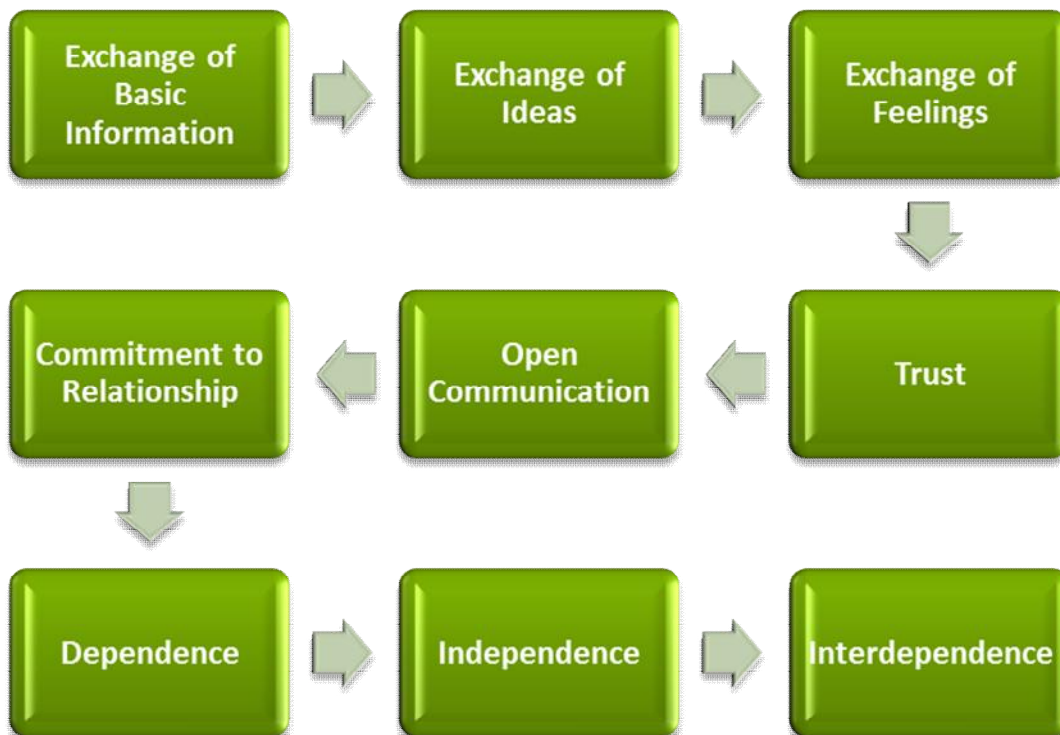 Exchange of
Basic
Information
Exchange of
Ideas
Exchange of
Feelings
Trust
Open
Communication
Commitment to
Relationship
Dependence
Independence
Interdependence